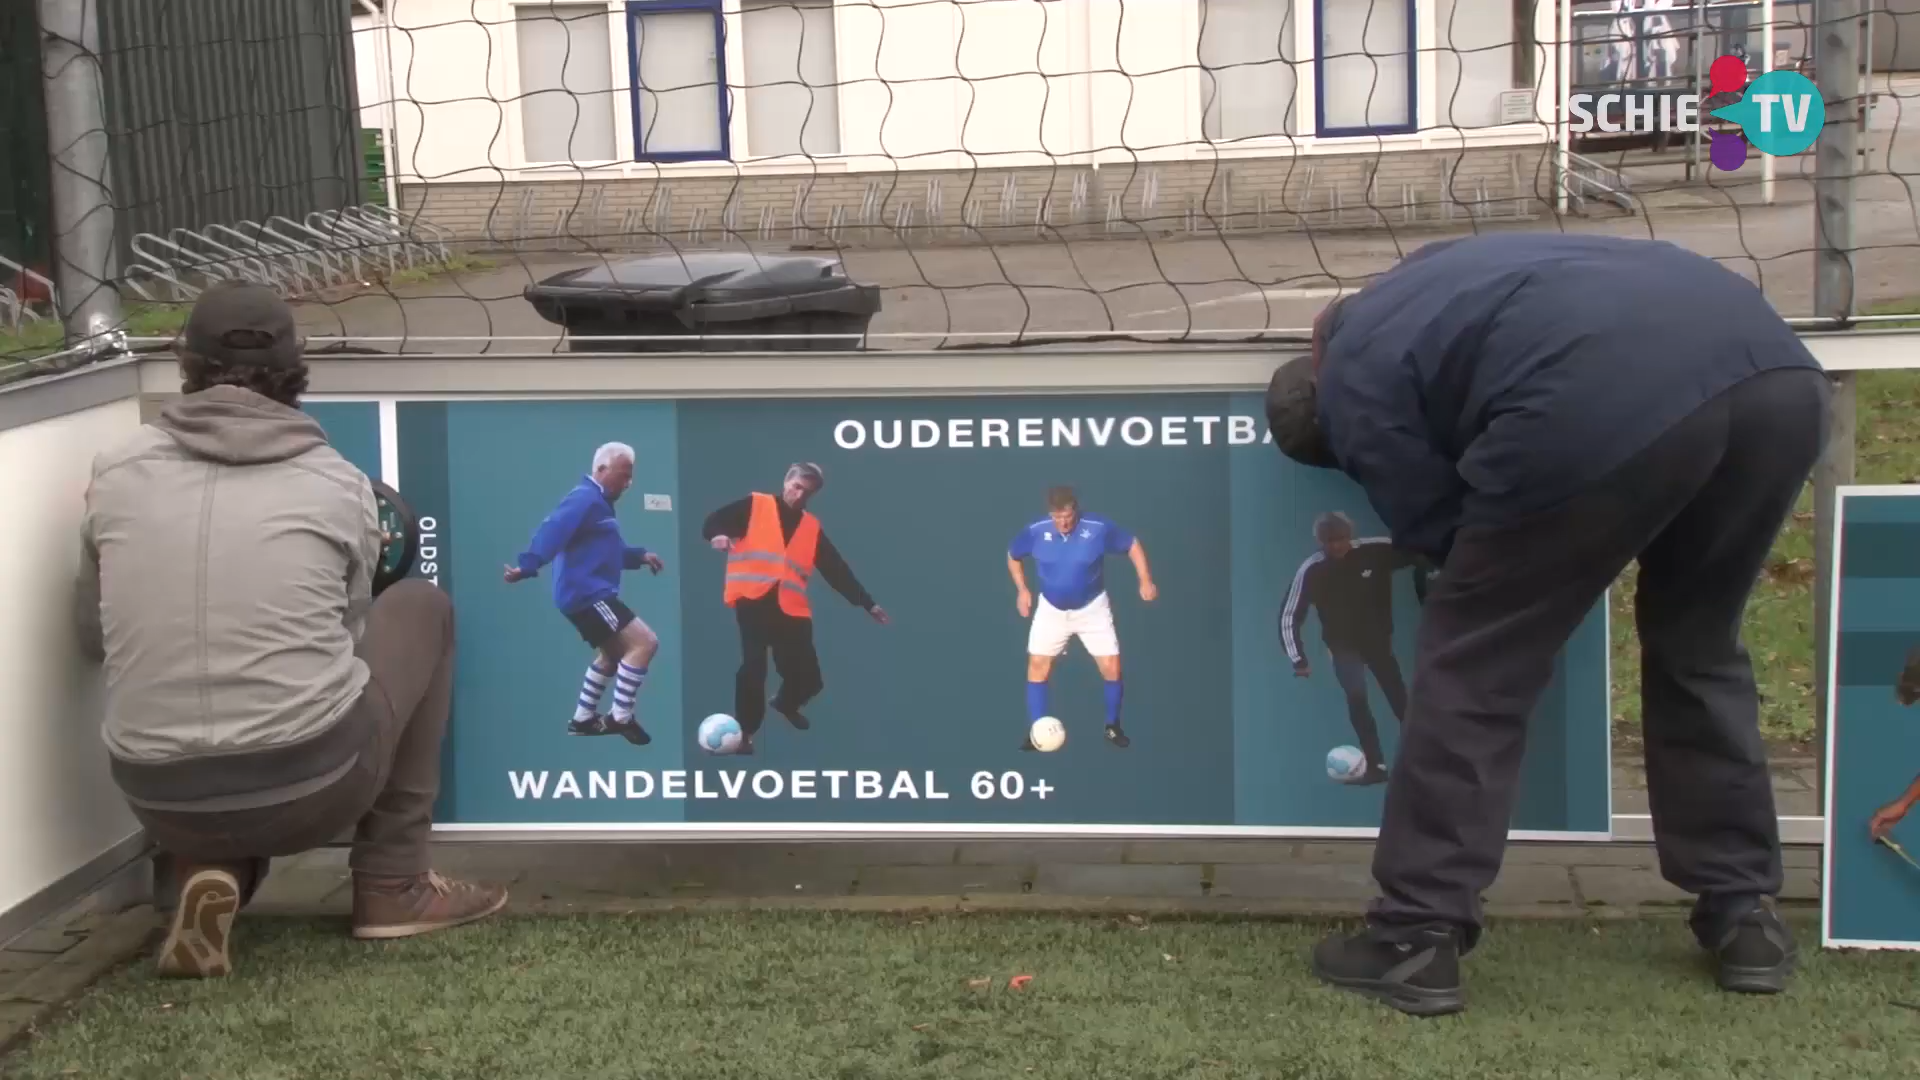 SCHIE TV
OUDERENVOETBA
OLDST
WANDELVOETBAL 60+